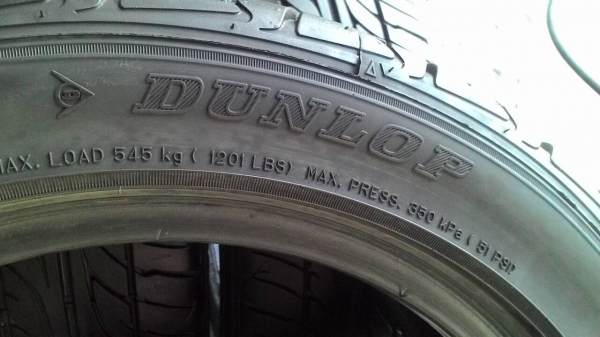 DUNLOP
MAX. LOAD 545 kg ( 1201 LBS) MAX. PRESS. 350 kPa ( 51 PSI)